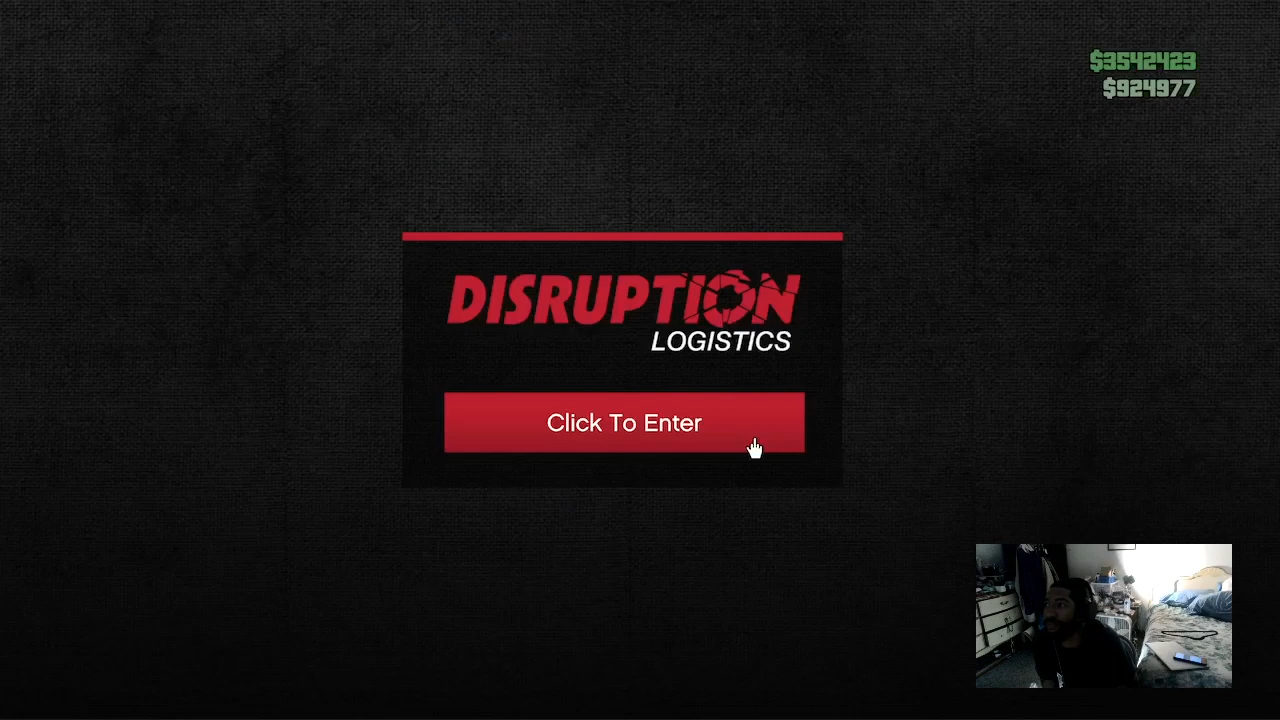 $3542423
$924977
DISRUPTION
LOGISTICS
Click To Enter